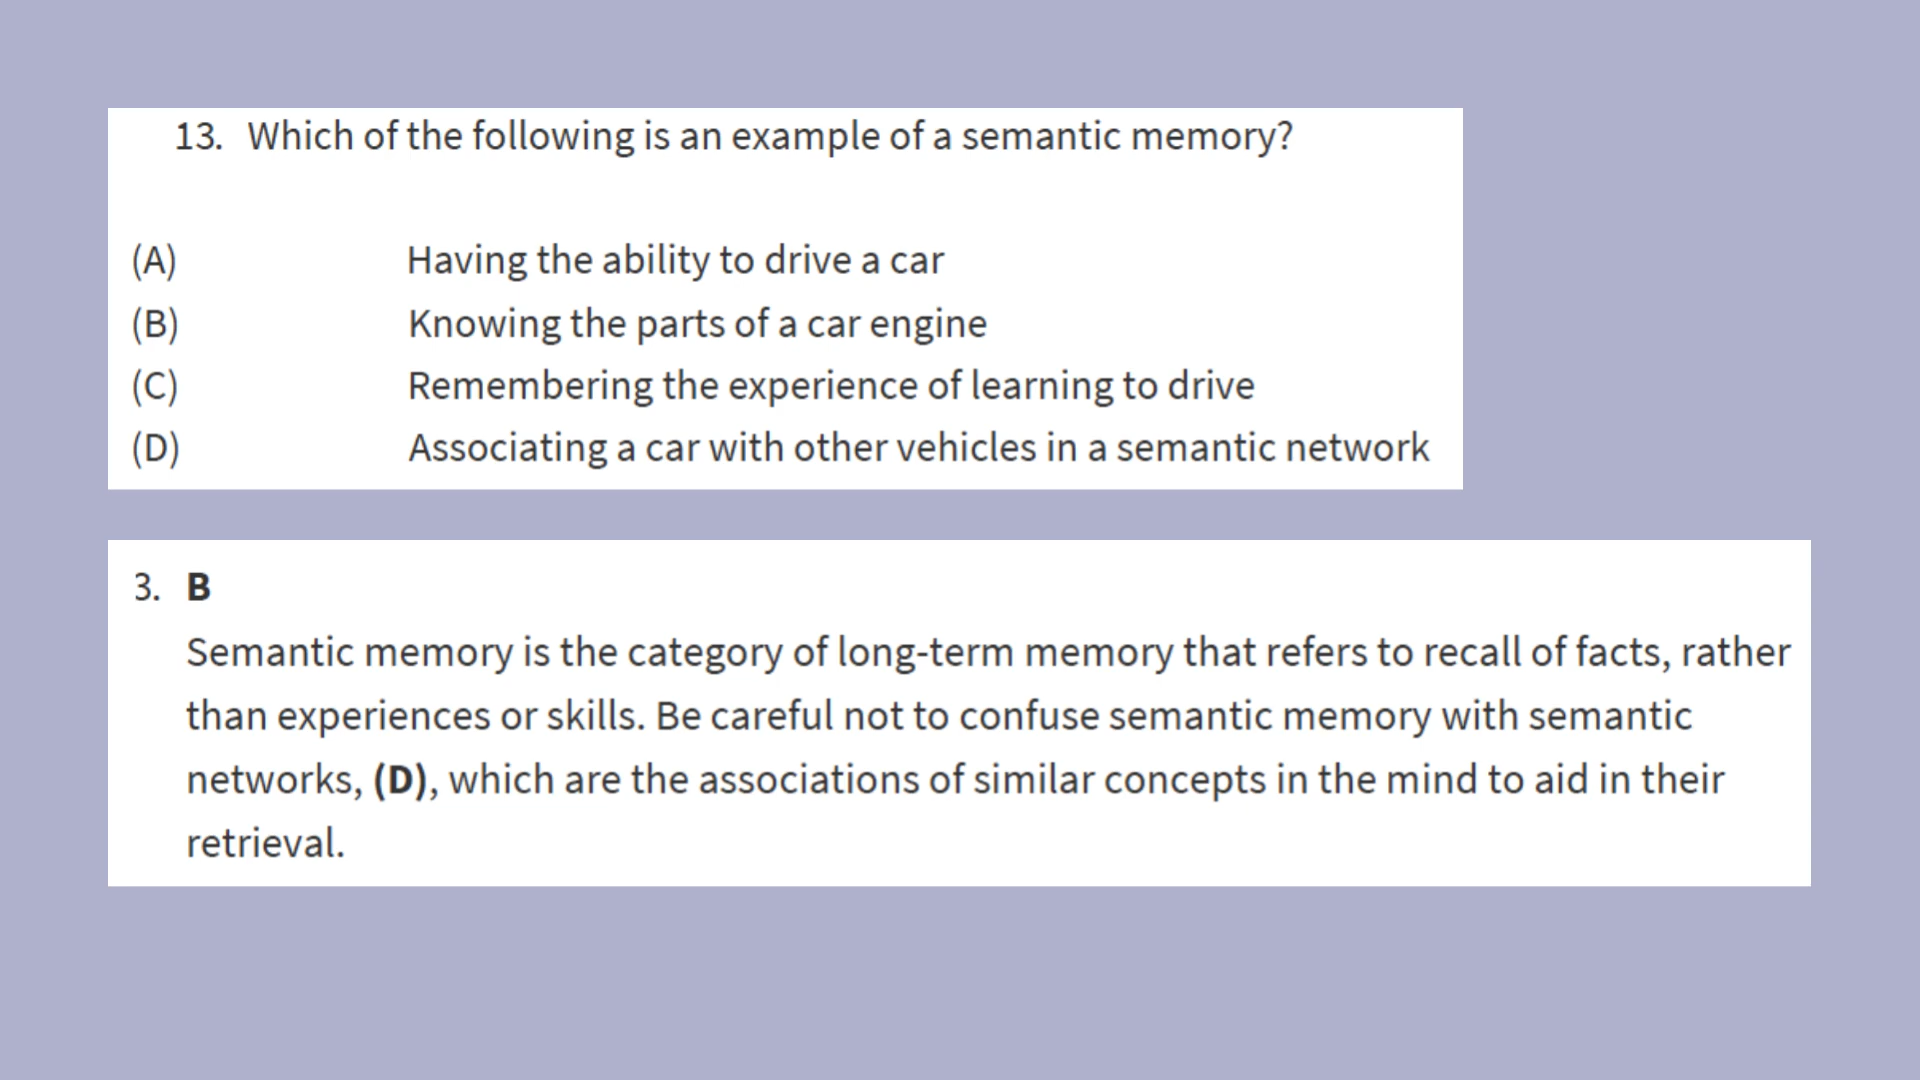 13. Which of the following is an example of a semantic memory?
(A) Having the ability to drive a car
(B) Knowing the parts of a car engine
(C) Remembering the experience of learning to drive
(D) Associating a car with other vehicles in a semantic network
3. B
Semantic memory is the category of long-term memory that refers to recall of facts, rather
than experiences or skills. Be careful not to confuse semantic memory with semantic
networks, (D), which are the associations of similar concepts in the mind to aid in their
retrieval.